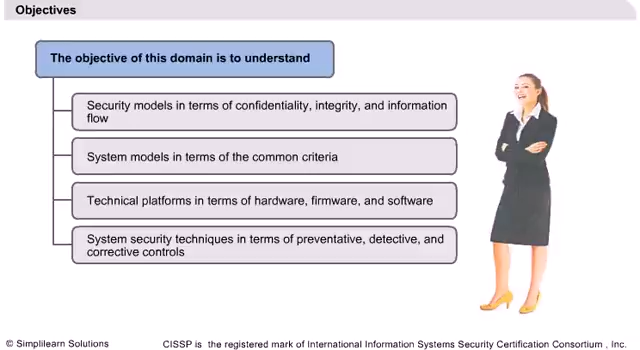 Objectives
The objective of this domain is to understand
Security models in terms of confidentiality, integrity, and information
flow
System models in terms of the common criteria
Technical platforms in terms of hardware, firmware, and software
System security techniques in terms of preventative, detective, and
corrective controls
© Simplilearn Solutions
CISSP is the registered mark of International Information Systems Security Certification Consortium , Inc.